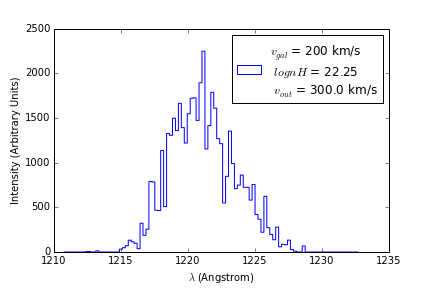 2500
2000
1500
1000
500
0
Intensity (Arbitrary Units)
v_gal = 200 km/s
lognH = 22.25
v_out = 300.0 km/s
1210 1215 1220 1225 1230 1235
λ (Angstrom)